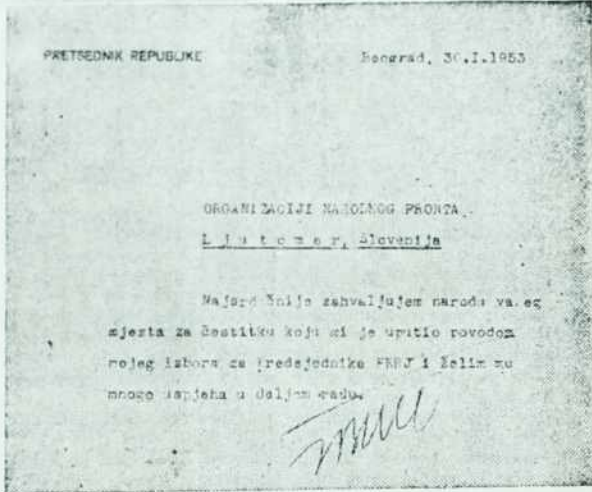 PRETSEDNIK REPUBLIKE
Beograd, 30.I.1953
ORGANIZACIJI NARODNOG FRONTA
Ljutomer, Slovenija
Najsrdačnije zahvaljujem narodu vašeg
mjesta za čestitku koju mi je uputio povodom
mojeg izbora za predsjednika FNRJ i želim mu
mnogo uspjeha u daljem radu.